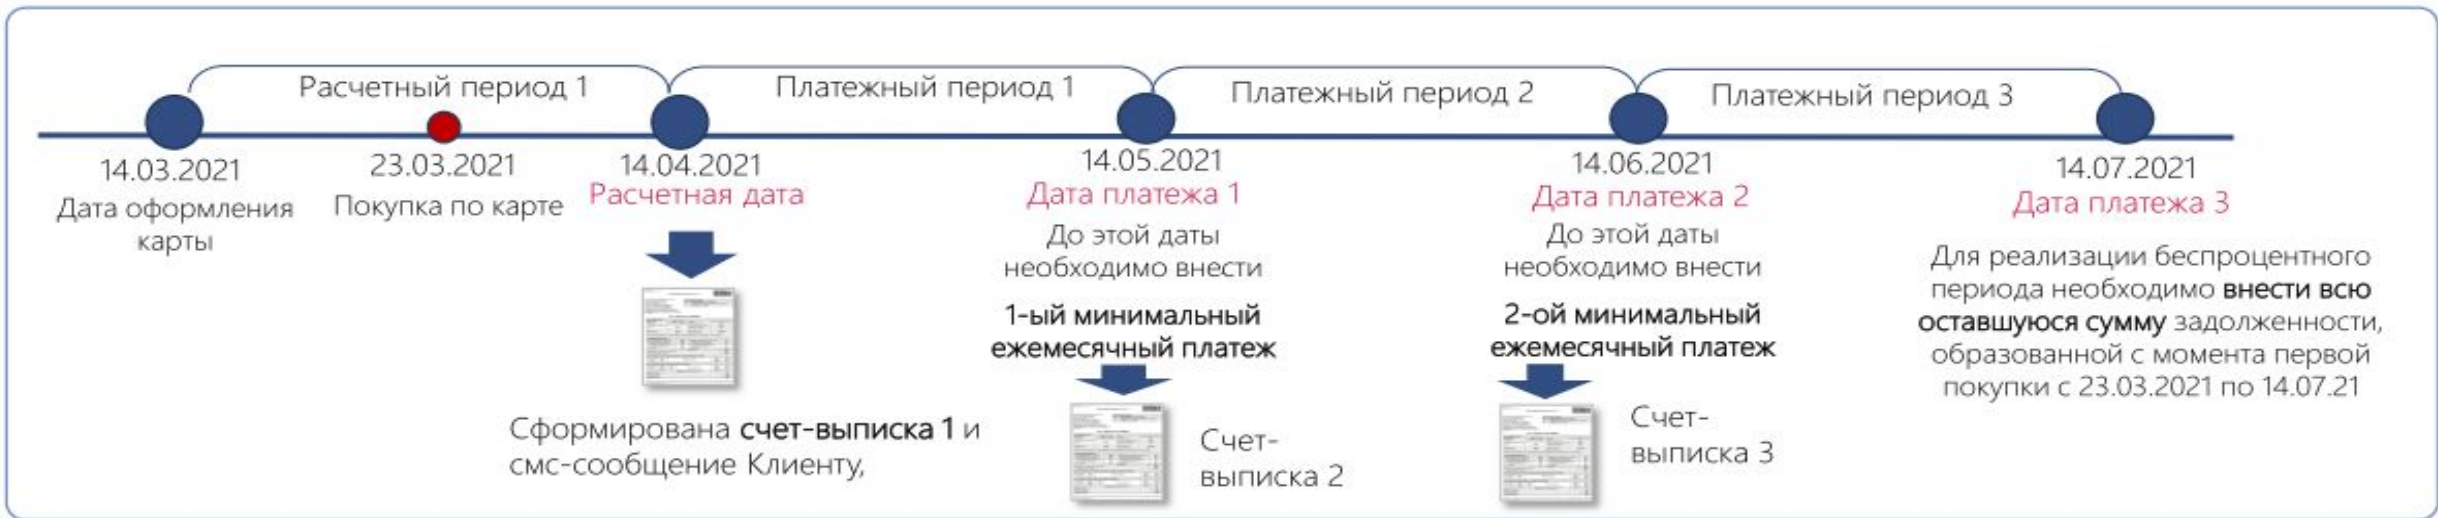 Расчетный период 1
Платежный период 1
Платежный период 2
Платежный период 3
14.03.2021
Дата оформления
карты
23.03.2021
Покупка по карте
14.04.2021
Расчетная дата
Сформирована счет-выписка 1 и
смс-сообщение Клиенту,
14.05.2021
Дата платежа 1
До этой даты
необходимо внести
1-ый минимальный
ежемесячный платеж
Счет-
выписка 2
14.06.2021
Дата платежа 2
До этой даты
необходимо внести
2-ой минимальный
ежемесячный платеж
Счет-
выписка 3
14.07.2021
Дата платежа 3
Для реализации беспроцентного
периода необходимо внести всю
оставшуюся сумму задолженности,
образованной с момента первой
покупки с 23.03.2021 по 14.07.21